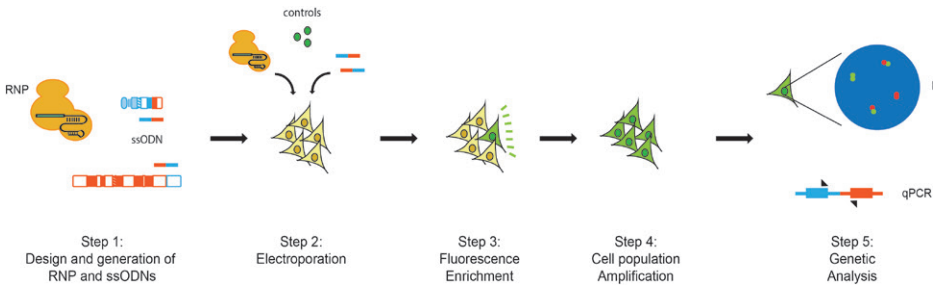 controls
RNP
ssODN
qPCR
Step 1:
Design and generation of
RNP and ssODNs
Step 2:
Electroporation
Step 3:
Fluorescence
Enrichment
Step 4:
Cell population
Amplification
Step 5:
Genetic
Analysis